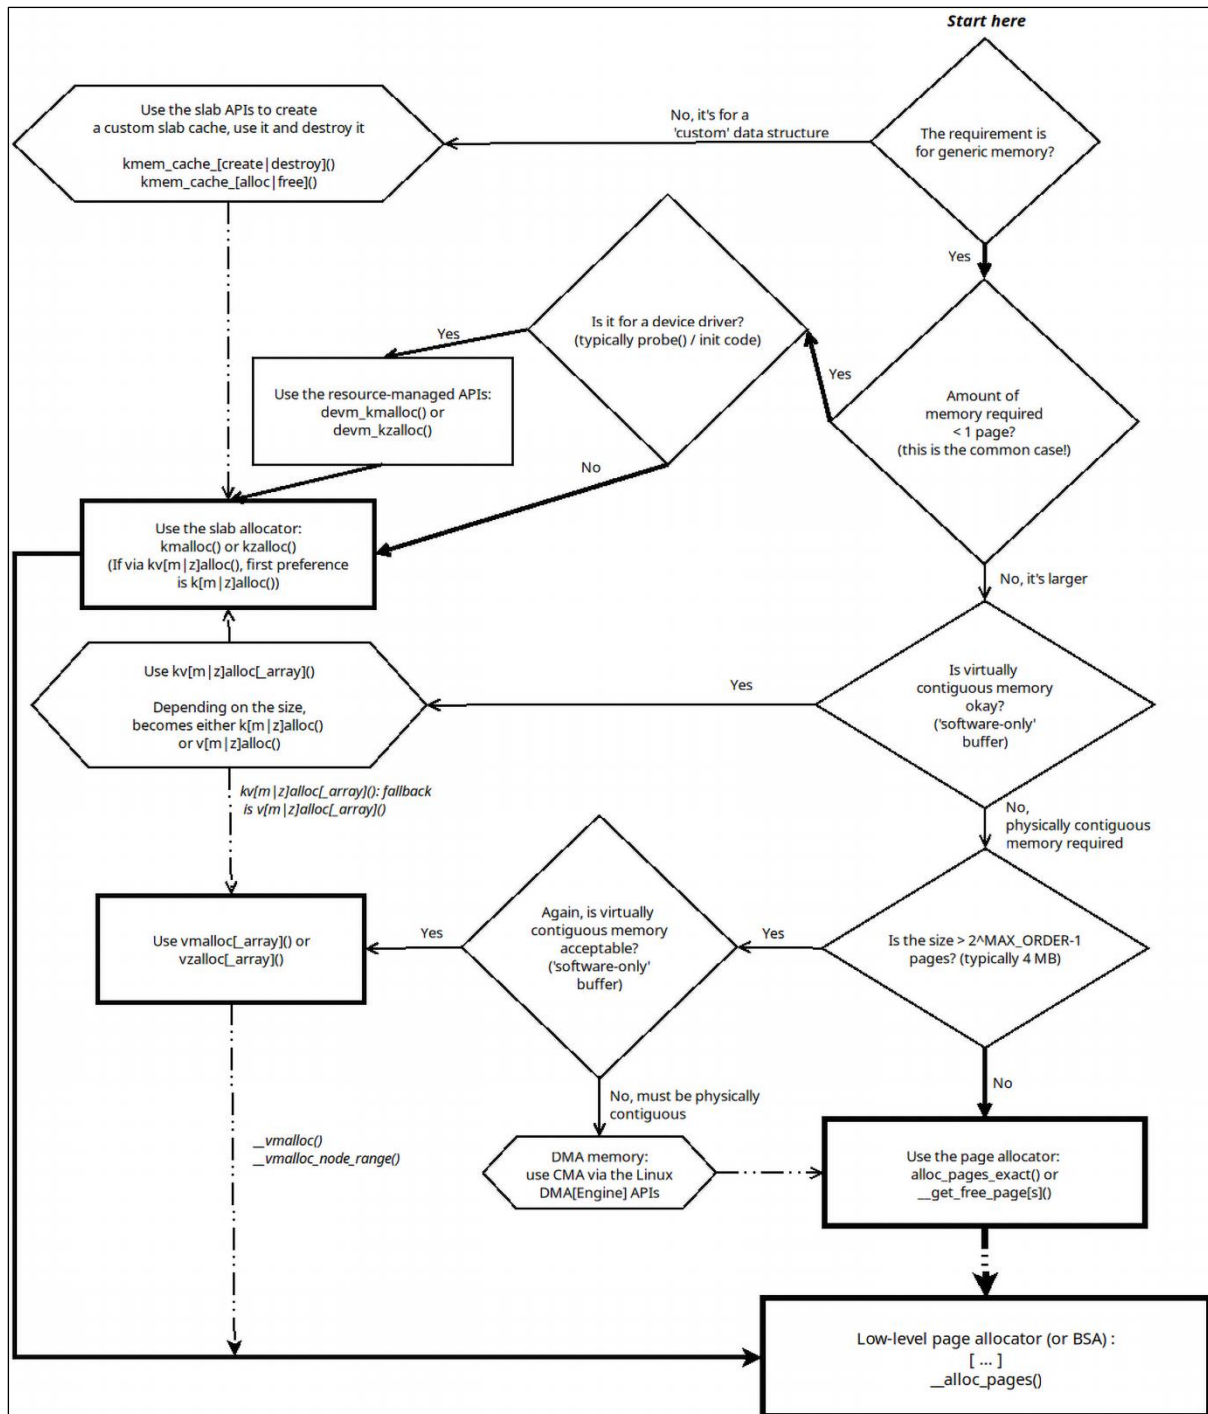 Start here
The requirement is
for generic memory?
No, it's for a
'custom' data structure
Use the slab APIs to create
a custom slab cache, use it and destroy it
kmem_cache_[create|destroy]()
kmem_cache_[alloc|free]()
Yes
Amount of
memory required
< 1 page?
(this is the common case!)
Yes
Is it for a device driver?
(typically probe() / init code)
Yes
Use the resource-managed APIs:
devm_kmalloc() or
devm_kzalloc()
No
Use the slab allocator:
kmalloc() or kzalloc()
(If via kv[m|z]alloc(), first preference
is k[m|z]alloc())
No, it's larger
Is virtually
contiguous memory
okay?
('software-only'
buffer)
Yes
Use kv[m|z]alloc[_array]()
Depending on the size,
becomes either k[m|z]alloc()
or v[m|z]alloc()
kv[m|z]alloc[_array](): fallback
is v[m|z]alloc[_array]()
No,
physically contiguous
memory required
Is the size > 2^MAX_ORDER-1
pages? (typically 4 MB)
Yes
Again, is virtually
contiguous memory
acceptable?
('software-only'
buffer)
Yes
Use vmalloc[_array]() or
vzalloc[_array]()
No, must be physically
contiguous
DMA memory:
use CMA via the Linux
DMA[Engine] APIs
No
Use the page allocator:
alloc_pages_exact() or
__get_free_page[s]()
__vmalloc()
__vmalloc_node_range()
Low-level page allocator (or BSA) :
[ ... ]
__alloc_pages()